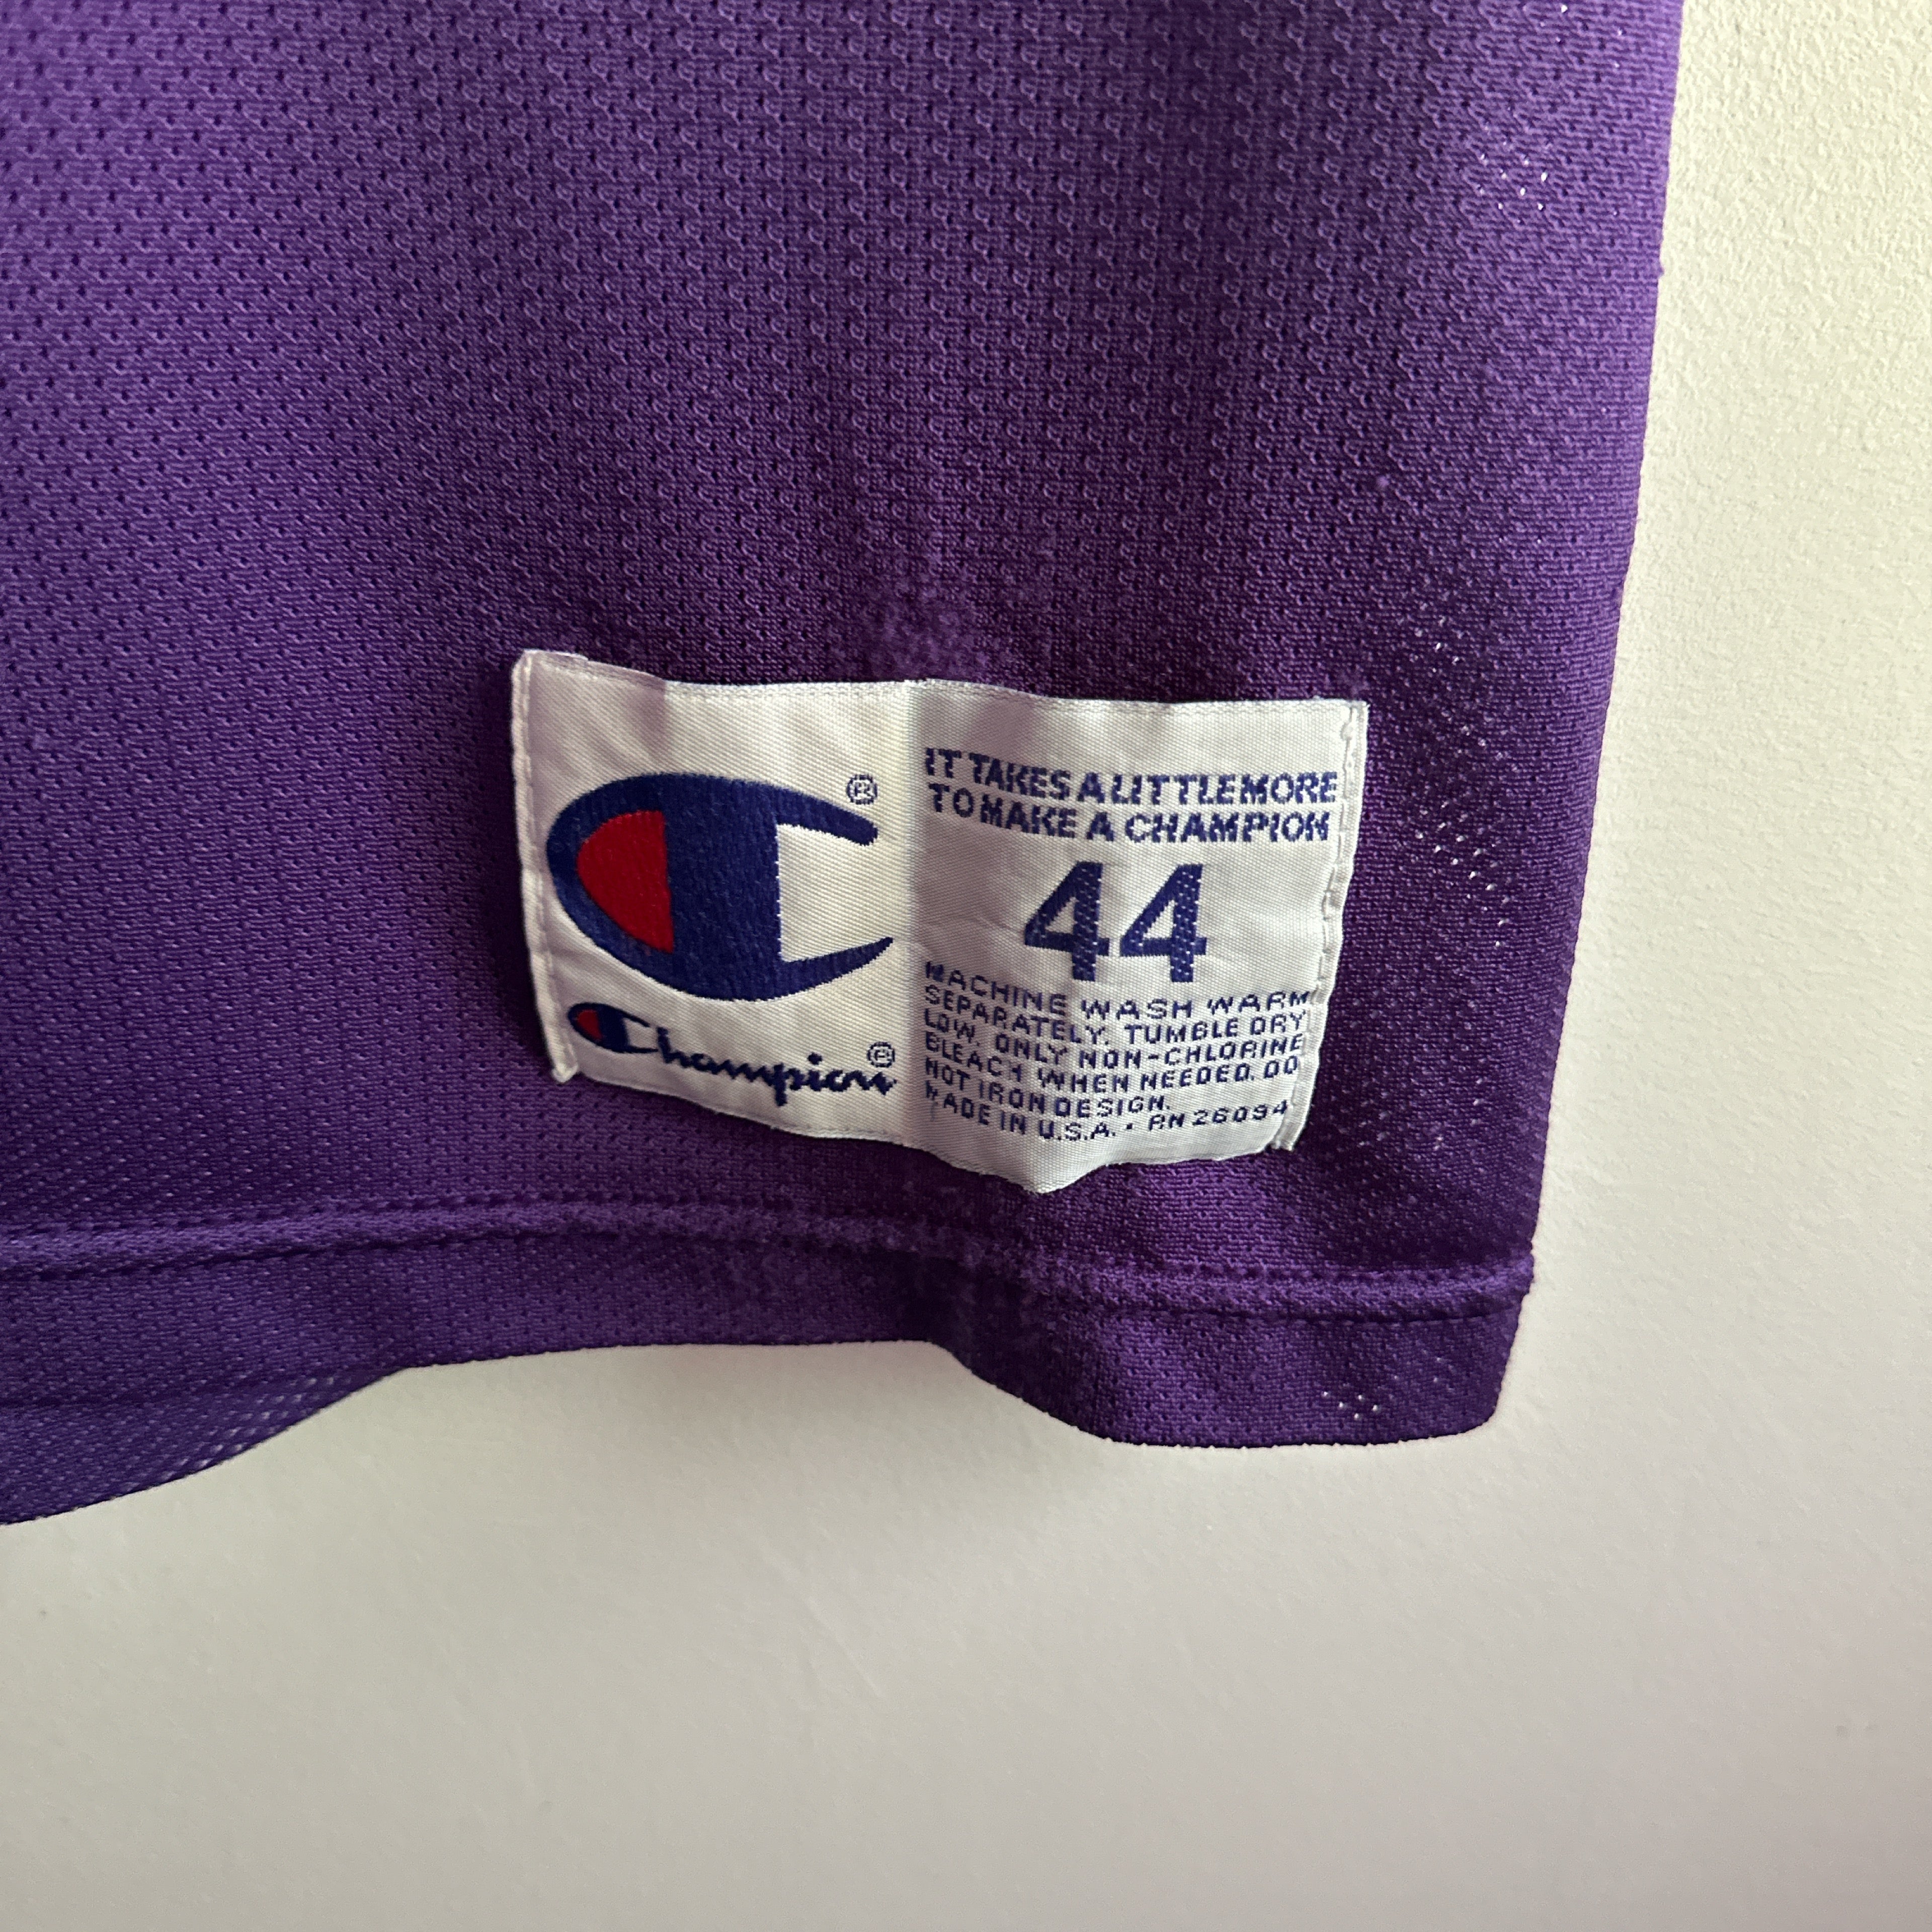 ®
Champion®
IT TAKES A LITTLE MORE
TO MAKE A CHAMPION
44
MACHINE WASH WARM
SEPARATELY. TUMBLE DRY
LOW. ONLY NON-CHLORINE
BLEACH WHEN NEEDED. DO
NOT IRON DESIGN.
MADE IN U.S.A. • RN 26094